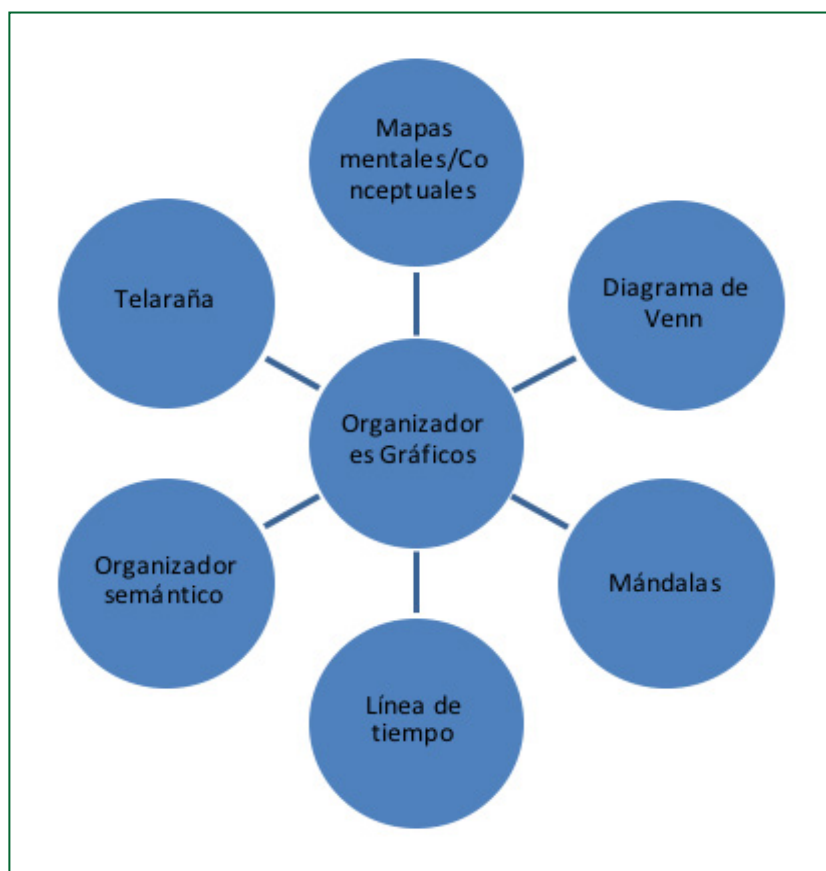 Mapas
mentales/Co
nceptuales
Diagrama de
Venn
Mándalas
Línea de
tiempo
Organizador
semántico
Telaraña
Organizador
es Gráficos